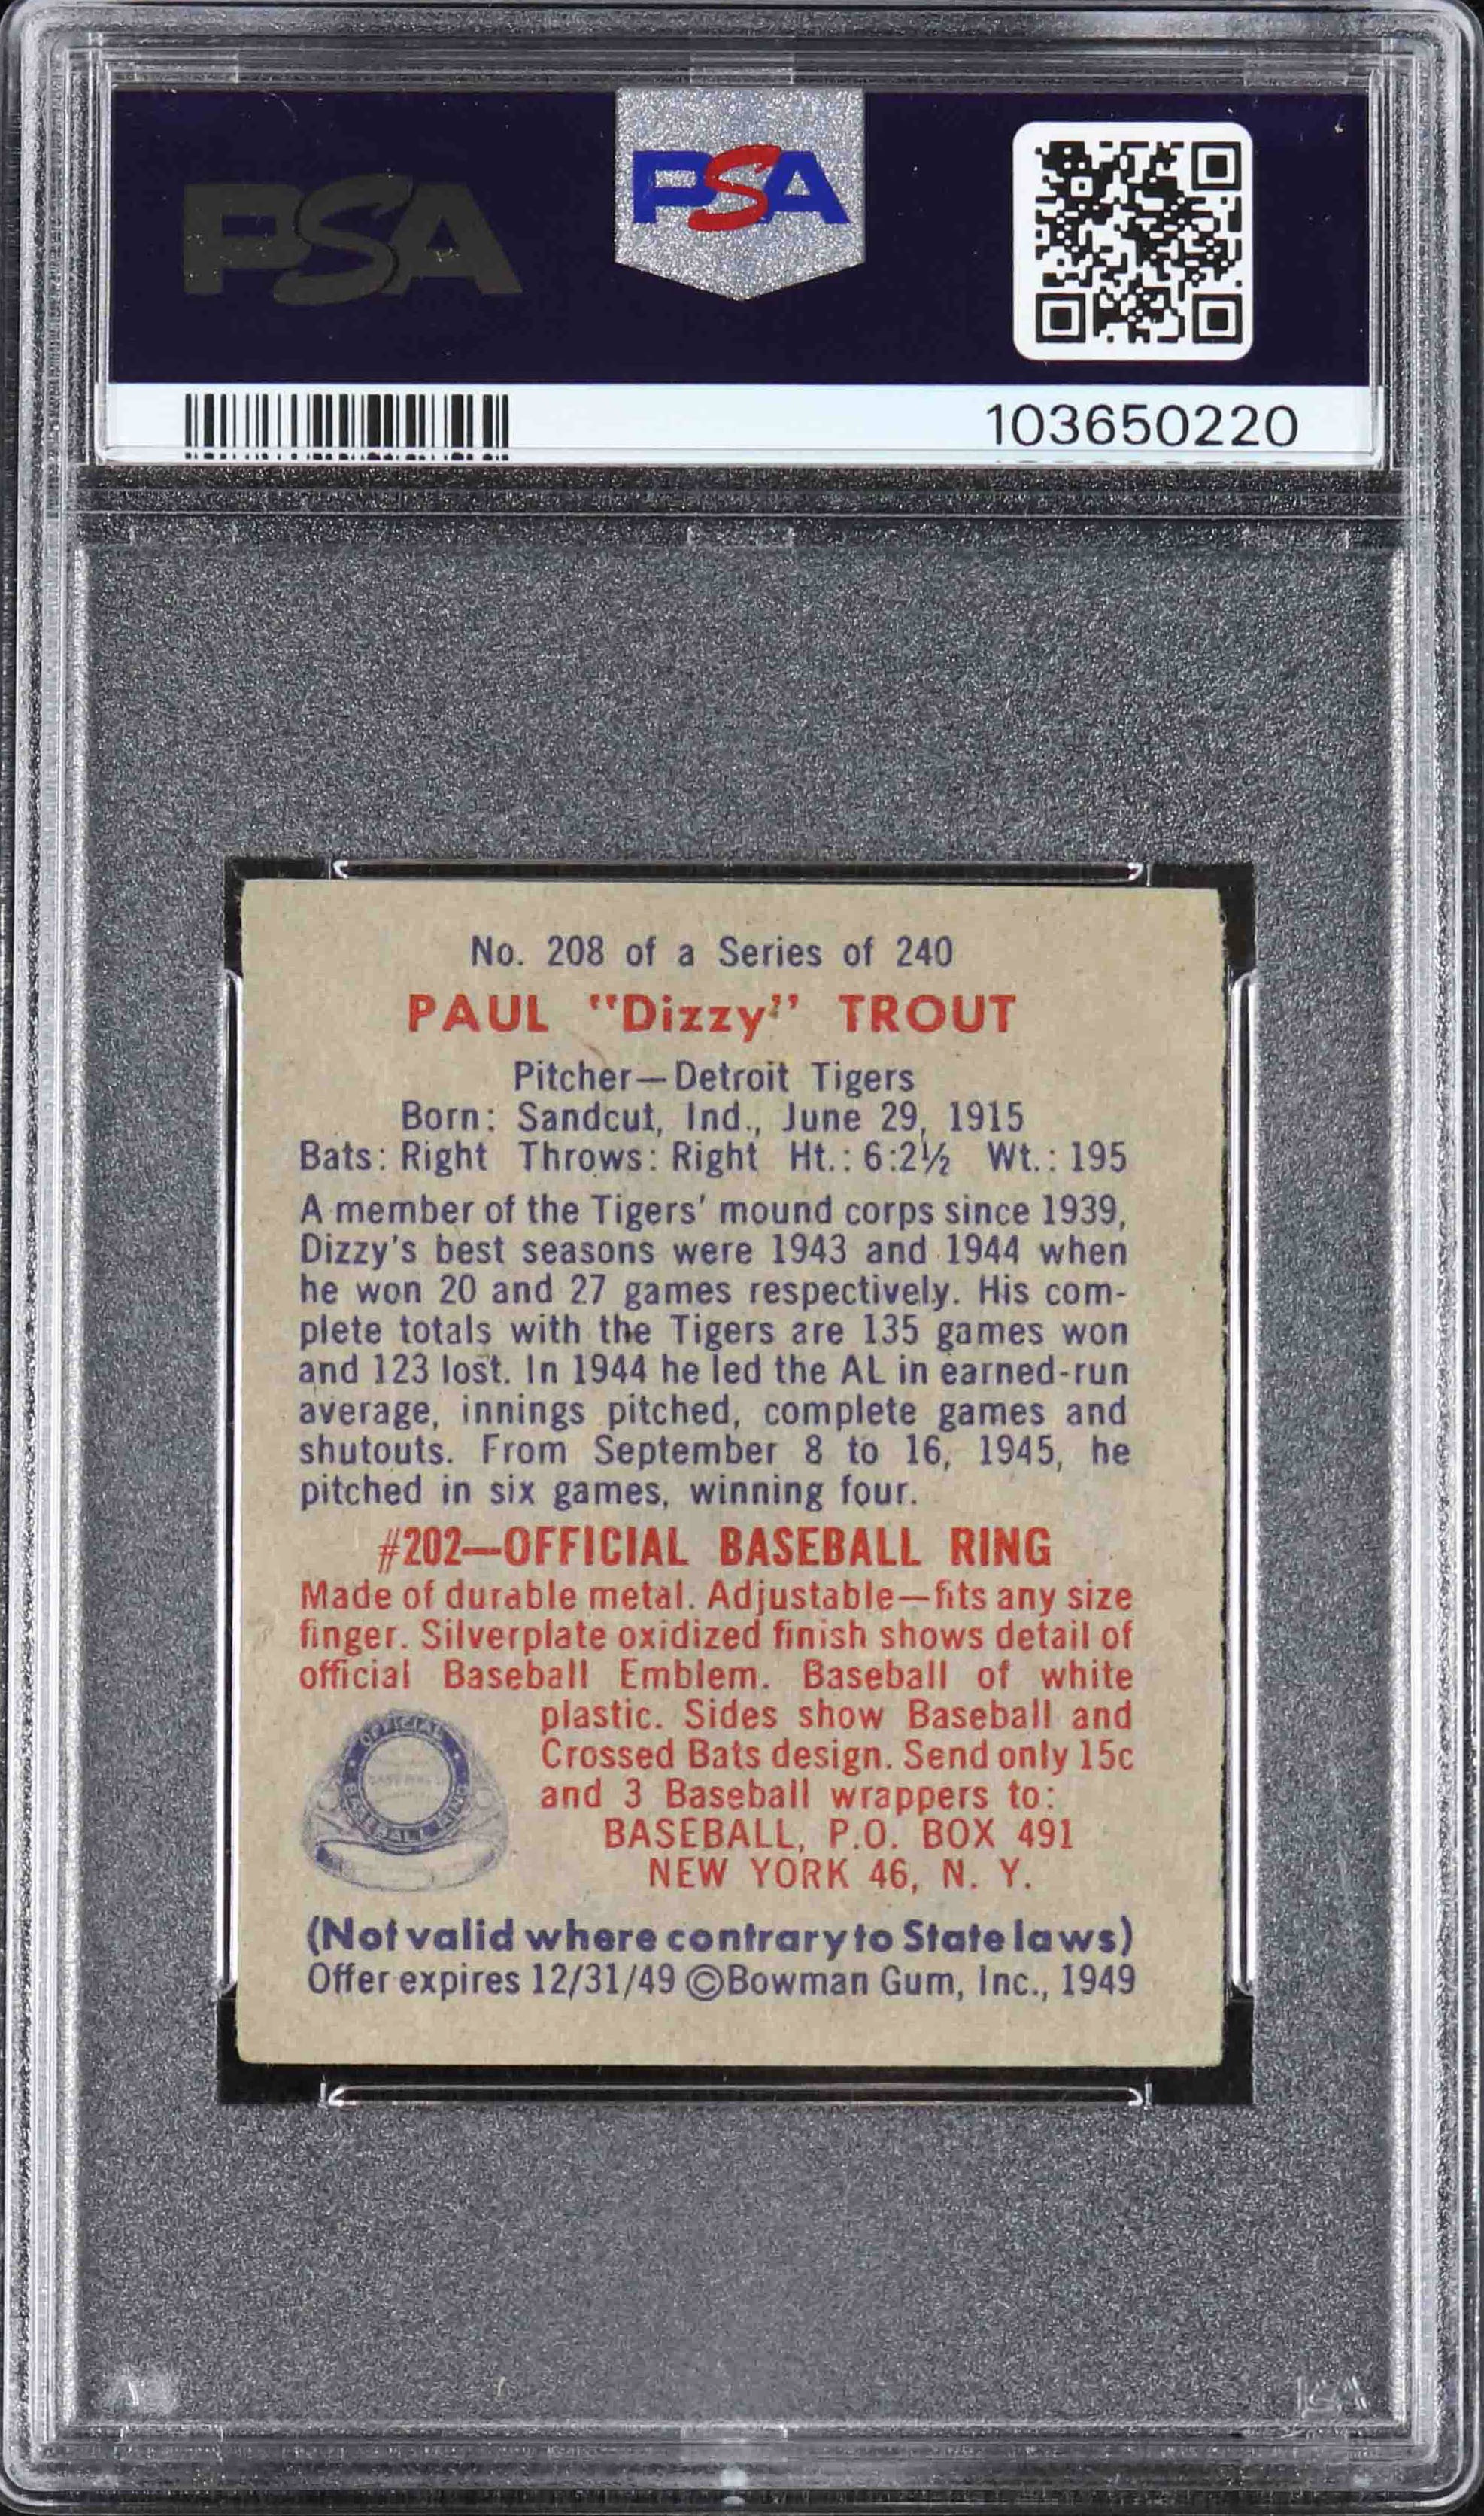 PSA
PSA
103650220
No. 208 of a Series of 240
PAUL "Dizzy" TROUT
Pitcher—Detroit Tigers
Born: Sandcut, Ind., June 29, 1915
Bats: Right Throws: Right Ht.: 6:2½ Wt.: 195
A member of the Tigers' mound corps since 1939,
Dizzy's best seasons were 1943 and 1944 when
he won 20 and 27 games respectively. His com-
plete totals with the Tigers are 135 games won
and 123 lost. In 1944 he led the AL in earned-run
average, innings pitched, complete games and
shutouts. From September 8 to 16, 1945, he
pitched in six games, winning four.
#202—OFFICIAL BASEBALL RING
Made of durable metal. Adjustable—fits any size
finger. Silverplate oxidized finish shows detail of
official Baseball Emblem. Baseball of white
plastic. Sides show Baseball and
Crossed Bats design. Send only 15c
and 3 Baseball wrappers to:
BASEBALL, P.O. BOX 491
NEW YORK 46, N. Y.
OFFICIAL
BASEBALL RING
(Not valid where contrary to State laws)
Offer expires 12/31/49 ©Bowman Gum, Inc., 1949